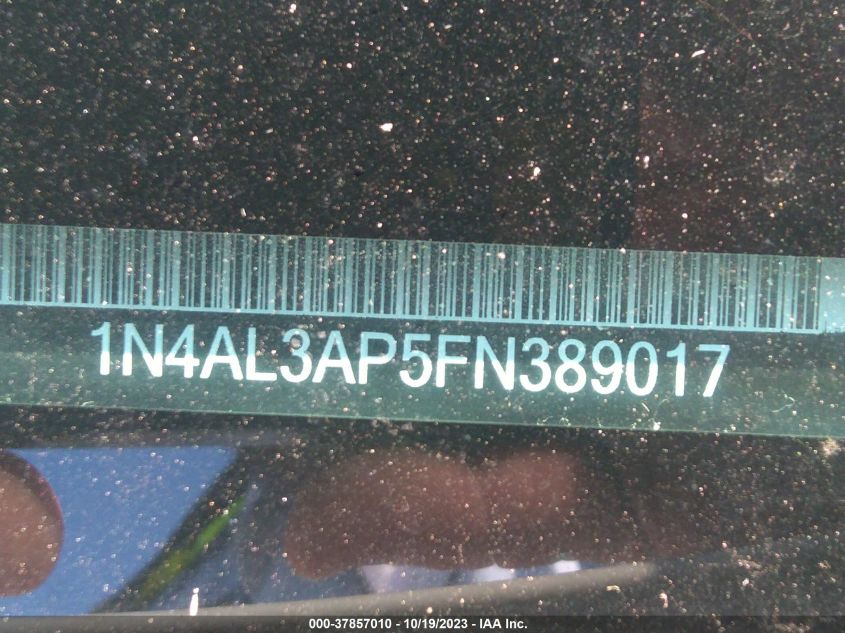 1N4AL3AP5FN389017
000-37857010 - 10/19/2023 - IAA Inc.